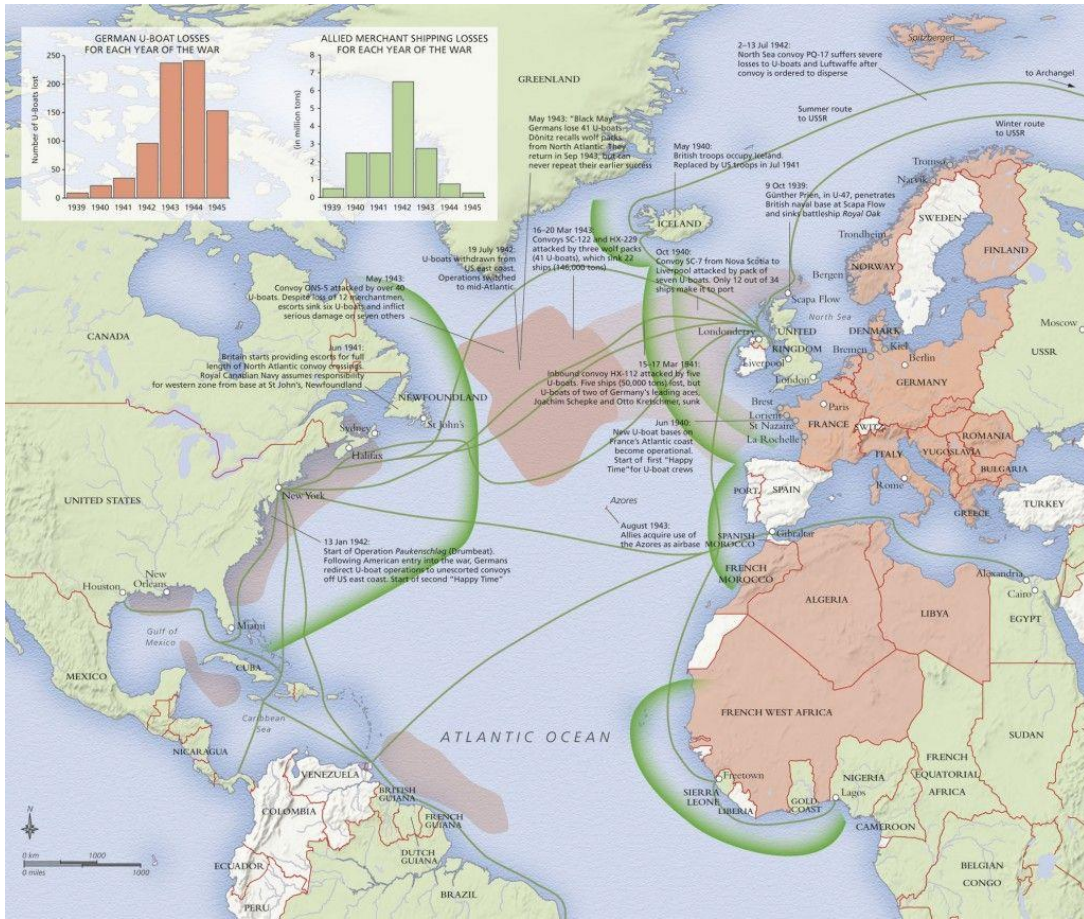 GERMAN U-BOAT LOSSES
FOR EACH YEAR OF THE WAR
Number of U-Boats lost
250
200
150
100
50
0
1939 1940 1941 1942 1943 1944 1945
ALLIED MERCHANT SHIPPING LOSSES
FOR EACH YEAR OF THE WAR
(in million tons)
8
7
6
5
4
3
2
1
0
1939 1940 1941 1942 1943 1944 1945
GREENLAND
Spitzbergen
2–13 Jul 1942:
North Sea convoy PQ-17 suffers severe
losses to U-boats and Luftwaffe after
convoy is ordered to disperse
to Archangel
Summer route
to USSR
Winter route
to USSR
May 1943: "Black May"
Germans lose 41 U-boats
Dönitz recalls wolf packs
from North Atlantic. They
return in Sep 1943, but can
never repeat their earlier success
May 1940:
British troops occupy Iceland.
Replaced by US troops in Jul 1941
9 Oct 1939:
Günther Prien, in U-47, penetrates
British naval base at Scapa Flow
and sinks battleship Royal Oak
Tromsø
Narvik
SWEDEN
FINLAND
ICELAND
Trondheim
NORWAY
Bergen
16–20 Mar 1943:
Convoys SC-122 and HX-229
attacked by three wolf packs
(41 U-boats), which sink 22
ships (146,000 tons)
19 July 1942:
U-boats withdrawn from
US east coast.
Operations switched
to mid-Atlantic.
Oct 1940:
Convoy SC-7 from Nova Scotia to
Liverpool attacked by pack of
seven U-boats. Only 12 out of 34
ships make it to port
May 1943:
Convoy ONS-5 attacked by over 40
U-boats. Despite loss of 12 merchantmen,
escorts sink six U-boats and inflict
serious damage on seven others
Scapa Flow
North Sea
Moscow
USSR
CANADA
Jun 1941:
Britain starts providing escorts for full
length of North Atlantic convoy crossings.
Royal Canadian Navy assumes responsibility
for western zone from base at St John's, Newfoundland
Londonderry
UNITED
KINGDOM
Liverpool
London
DENMARK
Kiel
Bremen
Berlin
GERMANY
15–17 Mar 1941:
Inbound convoy HX-112 attacked by five
U-boats. Five ships (50,000 tons) lost, but
U-boats of two of Germany's leading aces,
Joachim Schepke and Otto Kretschmer, sunk
NEWFOUNDLAND
St John's
Sydney
Halifax
Brest
Lorient
St Nazaire
La Rochelle
Paris
FRANCE
SWITZ
Jun 1940:
New U-boat bases on
France's Atlantic coast
become operational.
Start of first "Happy
Time" for U-boat crews
ROMANIA
YUGOSLAVIA
BULGARIA
ITALY
Rome
GREECE
TURKEY
UNITED STATES
New York
PORT.
SPAIN
Azores
August 1943:
Allies acquire use of
the Azores as airbase
SPANISH
MOROCCO
Gibraltar
FRENCH
MOROCCO
13 Jan 1942:
Start of Operation Paukenschlag (Drumbeat).
Following American entry into the war, Germans
redirect U-boat operations to unescorted convoys
off US east coast. Start of second "Happy Time"
Houston
New
Orleans
Miami
Gulf of
Mexico
Alexandria
Cairo
EGYPT
ALGERIA
LIBYA
MEXICO
CUBA
Caribbean
Sea
NICARAGUA
ATLANTIC OCEAN
FRENCH WEST AFRICA
SUDAN
FRENCH
EQUATORIAL
AFRICA
VENEZUELA
COLOMBIA
BRITISH
GUIANA
FRENCH
GUIANA
DUTCH
GUIANA
Freetown
SIERRA
LEONE
LIBERIA
GOLD
COAST
NIGERIA
Lagos
CAMEROON
BELGIAN
CONGO
ECUADOR
PERU
BRAZIL
N
0 km 1000
0 miles 1000